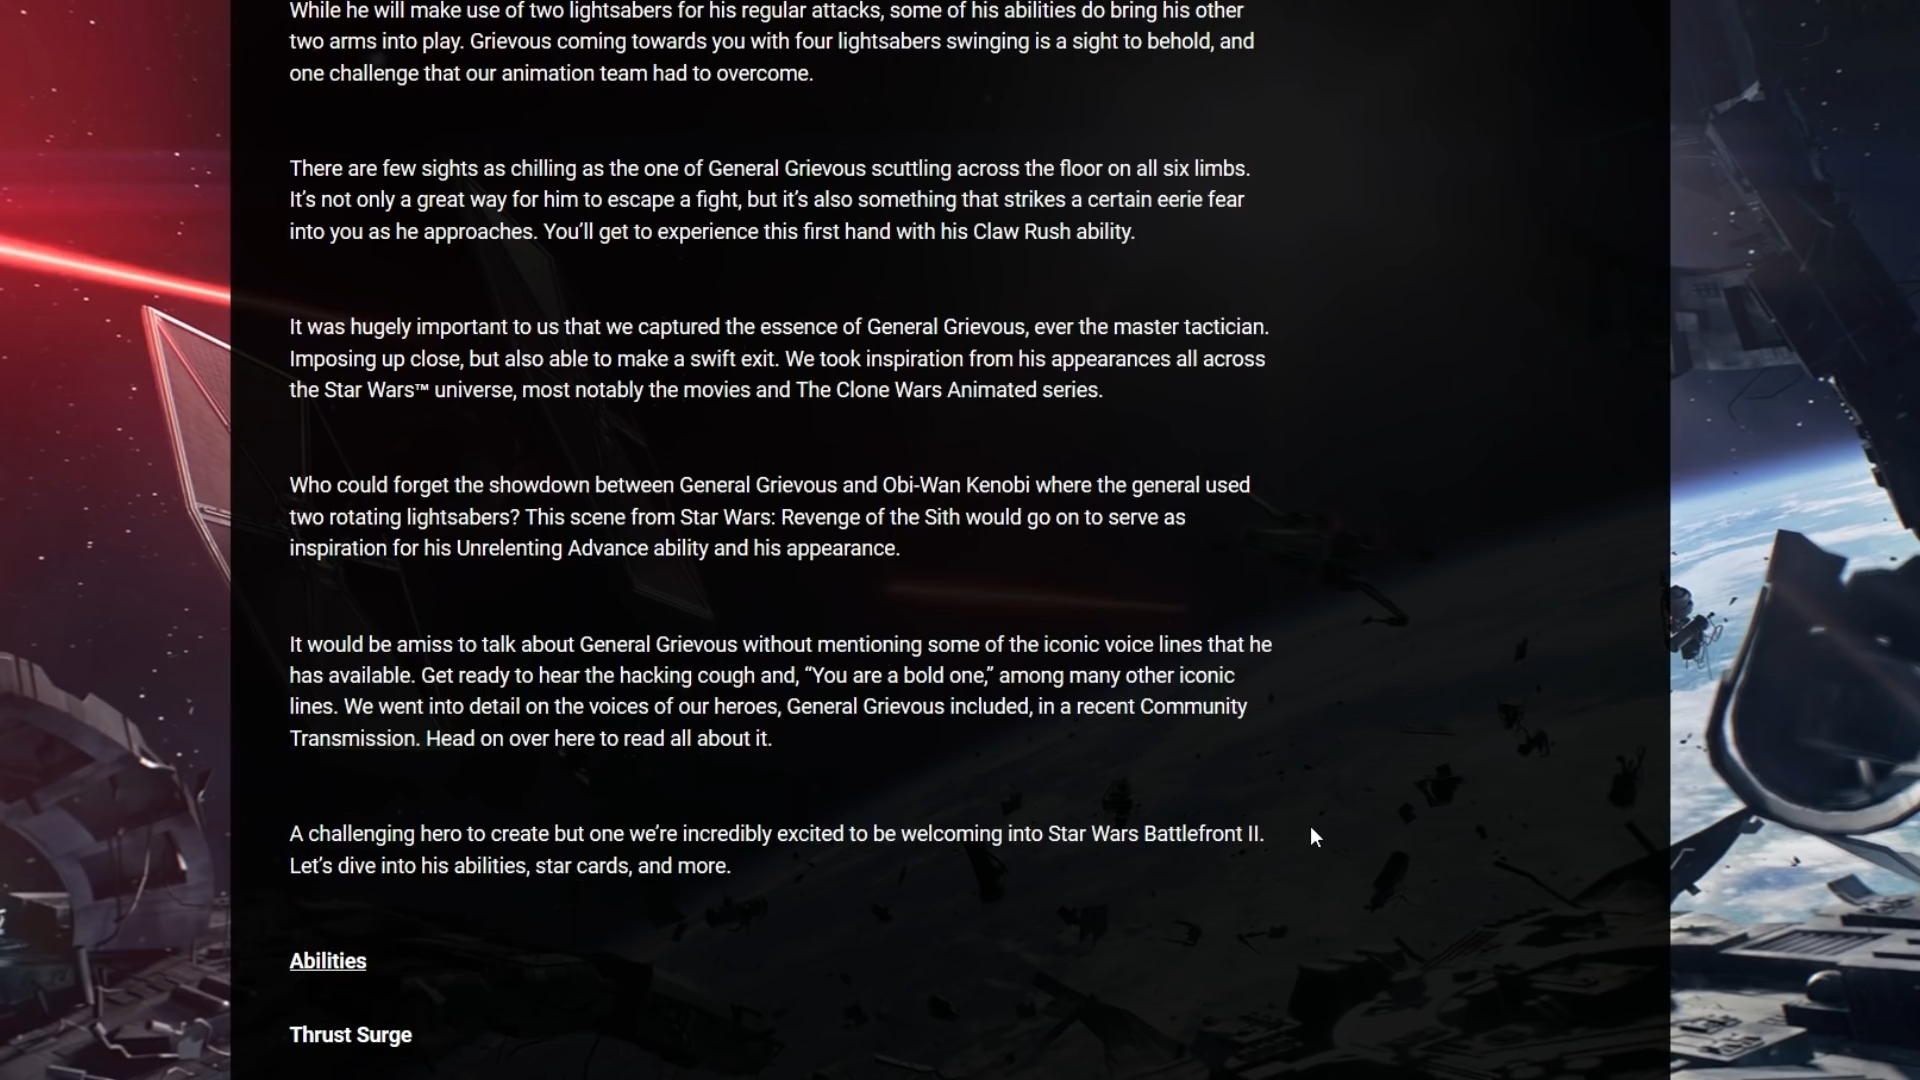 While he will make use of two lightsabers for his regular attacks, some of his abilities do bring his other
two arms into play. Grievous coming towards you with four lightsabers swinging is a sight to behold, and
one challenge that our animation team had to overcome.
There are few sights as chilling as the one of General Grievous scuttling across the floor on all six limbs.
It’s not only a great way for him to escape a fight, but it’s also something that strikes a certain eerie fear
into you as he approaches. You’ll get to experience this first hand with his Claw Rush ability.
It was hugely important to us that we captured the essence of General Grievous, ever the master tactician.
Imposing up close, but also able to make a swift exit. We took inspiration from his appearances all across
the Star Wars™ universe, most notably the movies and The Clone Wars Animated series.
Who could forget the showdown between General Grievous and Obi-Wan Kenobi where the general used
two rotating lightsabers? This scene from Star Wars: Revenge of the Sith would go on to serve as
inspiration for his Unrelenting Advance ability and his appearance.
It would be amiss to talk about General Grievous without mentioning some of the iconic voice lines that he
has available. Get ready to hear the hacking cough and, “You are a bold one,” among many other iconic
lines. We went into detail on the voices of our heroes, General Grievous included, in a recent Community
Transmission. Head on over here to read all about it.
A challenging hero to create but one we’re incredibly excited to be welcoming into Star Wars Battlefront II.
Let’s dive into his abilities, star cards, and more.
Abilities
Thrust Surge